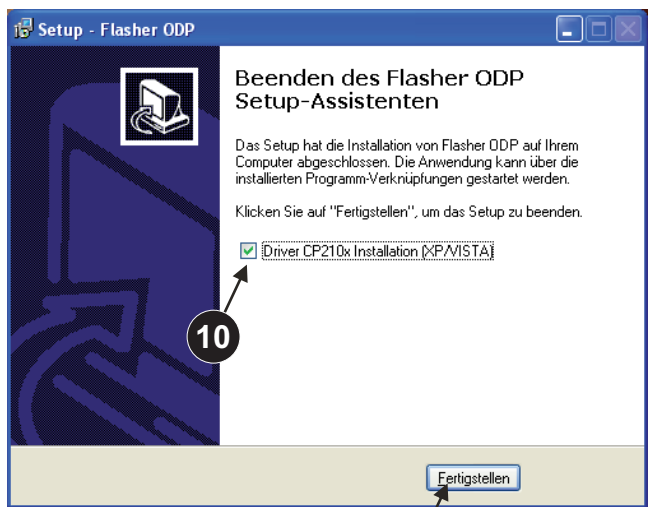 Setup - Flasher ODP
Beenden des Flasher ODP
Setup-Assistenten
Das Setup hat die Installation von Flasher ODP auf Ihrem
Computer abgeschlossen. Die Anwendung kann über die
installierten Programm-Verknüpfungen gestartet werden.
Klicken Sie auf "Fertigstellen", um das Setup zu beenden.
Driver CP210x Installation (XP/VISTA)
10
Fertigstellen